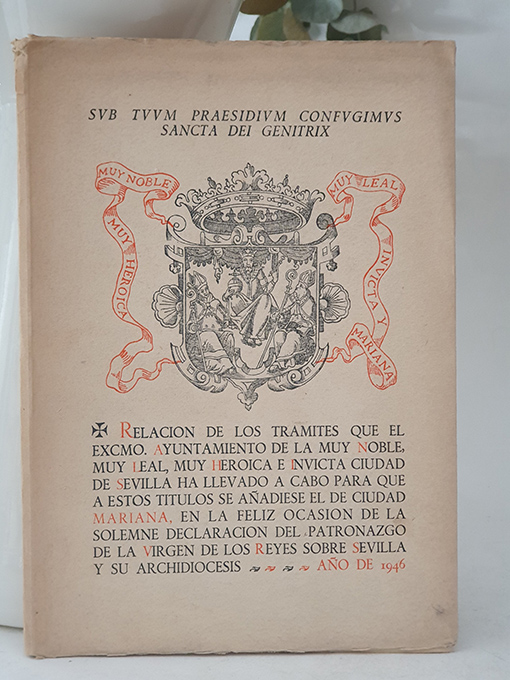 SVB TVVM PRAESIDIVM CONFVGIMVS
SANCTA DEI GENITRIX
MUY NOBLE
MUY HEROICA
MUY LEAL
INVICTA Y
MARIANA
RELACION DE LOS TRAMITES QUE EL
EXCMO. AYUNTAMIENTO DE LA MUY NOBLE,
MUY LEAL, MUY HEROICA E INVICTA CIUDAD
DE SEVILLA HA LLEVADO A CABO PARA QUE
A ESTOS TITULOS SE AÑADIESE EL DE CIUDAD
MARIANA, EN LA FELIZ OCASION DE LA
SOLEMNE DECLARACION DEL PATRONAZGO
DE LA VIRGEN DE LOS REYES SOBRE SEVILLA
Y SU ARCHIDIOCESIS AÑO DE 1946